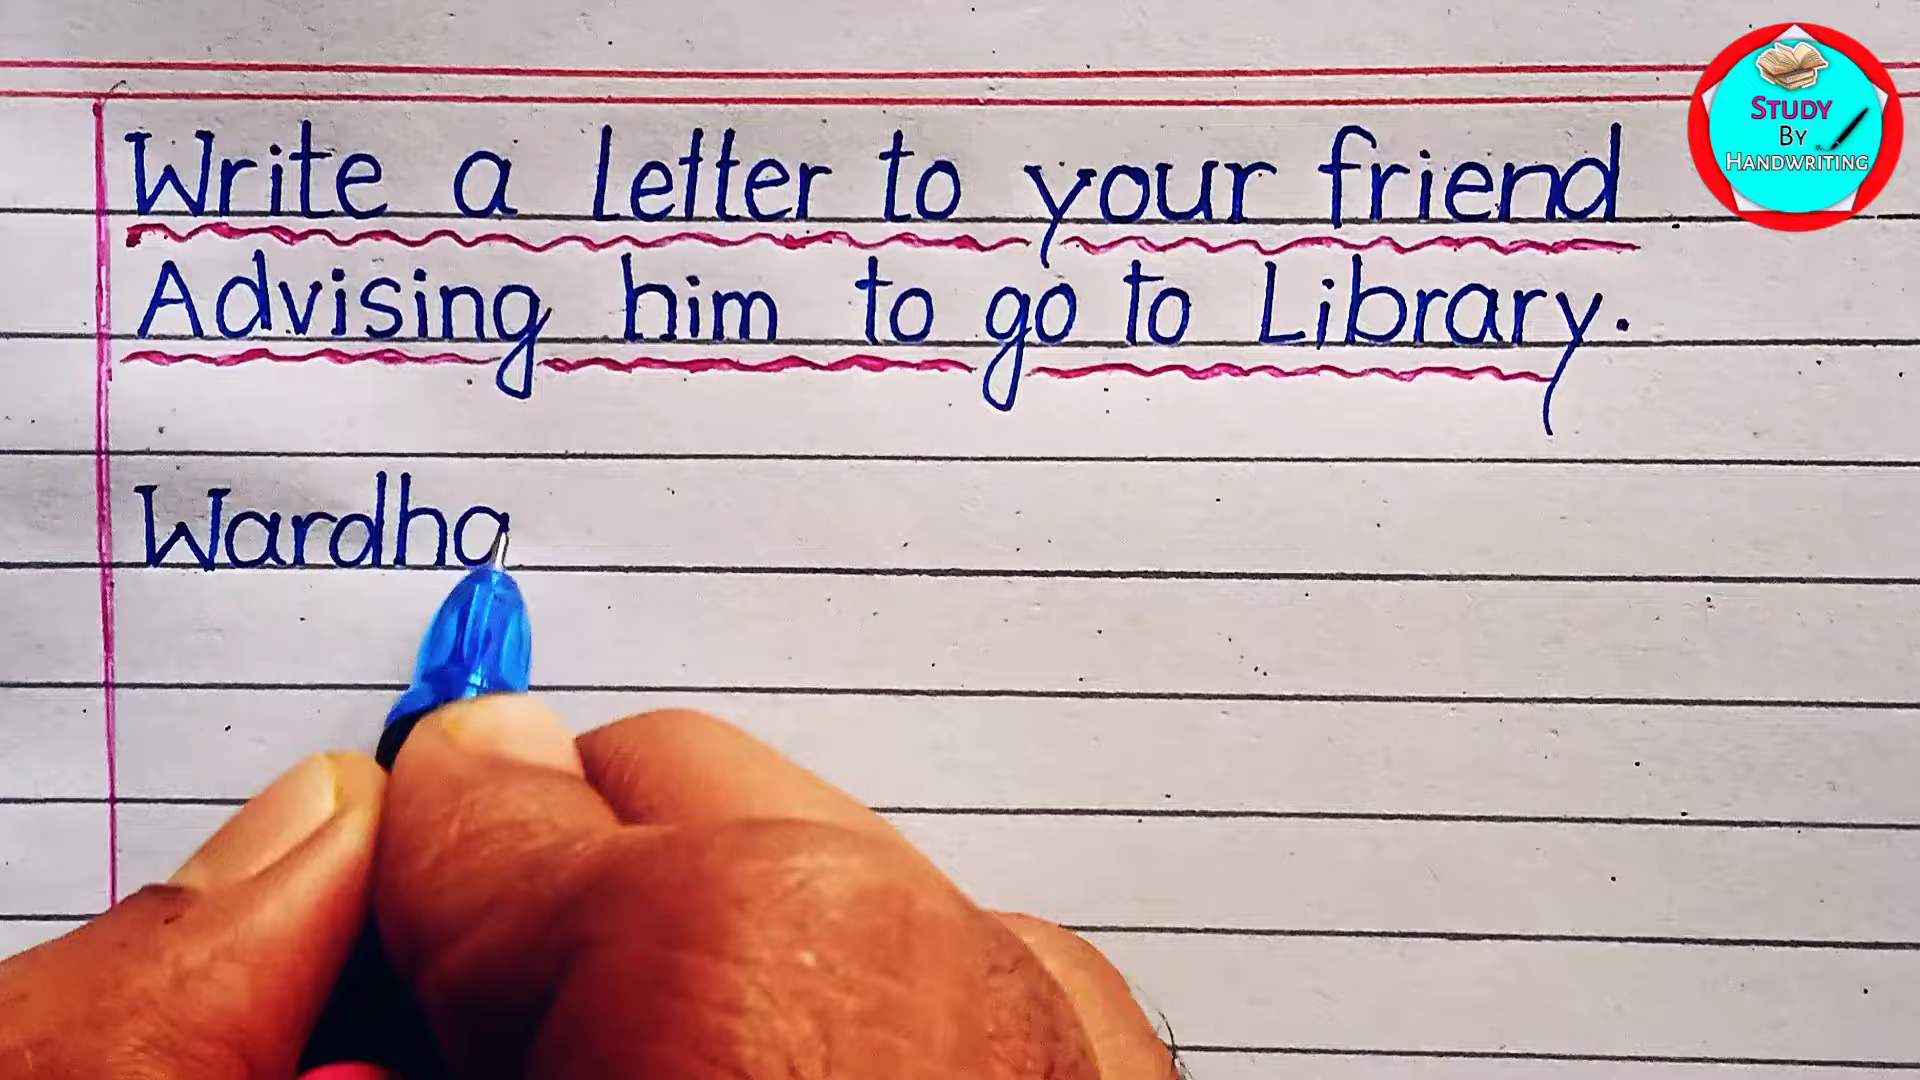 Write a letter to your friend
Advising him to go to Library.
Wardha
STUDY
BY
HANDWRITING